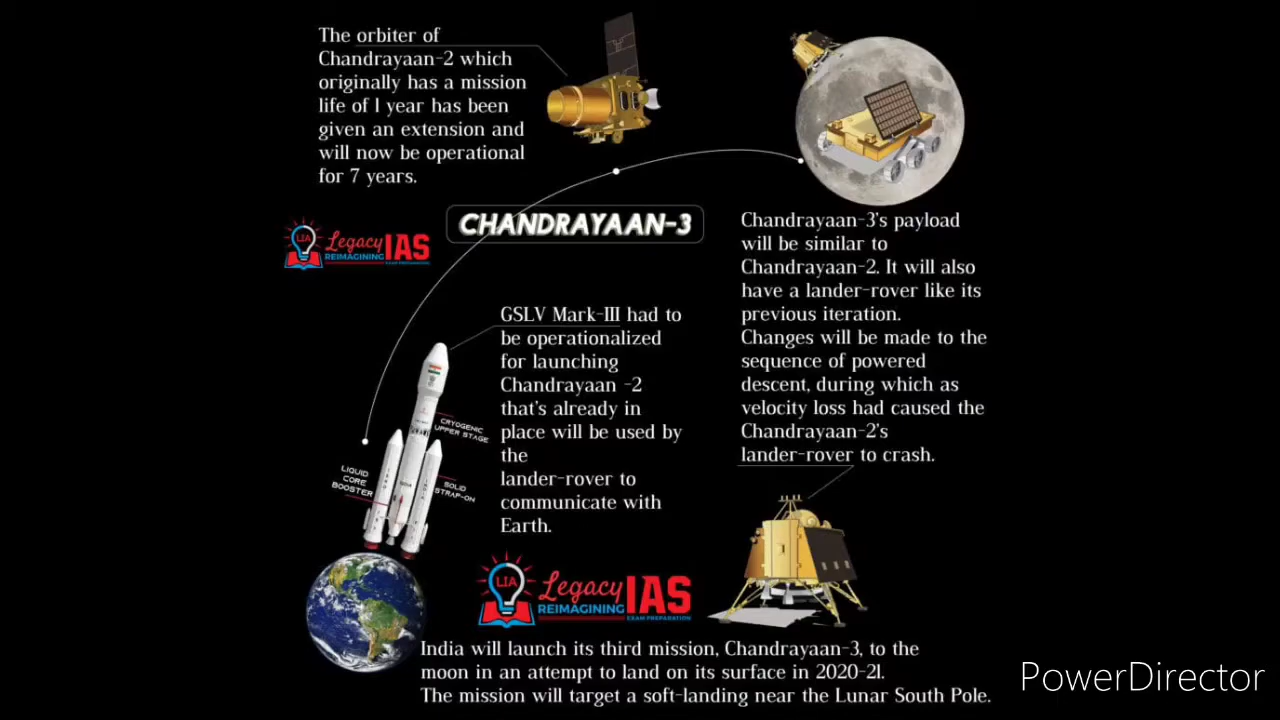 The orbiter of
Chandrayaan-2 which
originally has a mission
life of 1 year has been
given an extension and
will now be operational
for 7 years.
CHANDRAYAAN-3
LIA
Legacy
IAS
REIMAGINING
EXAM PREPARATION
Chandrayaan-3's payload
will be similar to
Chandrayaan-2. It will also
have a lander-rover like its
previous iteration.
Changes will be made to the
sequence of powered
descent, during which as
velocity loss had caused the
Chandrayaan-2's
lander-rover to crash.
GSLV Mark-III had to
be operationalized
for launching
Chandrayaan -2
that's already in
place will be used by
the
lander-rover to
communicate with
Earth.
CRYOGENIC
UPPER STAGE
LIQUID
CORE
BOOSTER
SOLID
STRAP-ON
LIA
Legacy
IAS
REIMAGINING
EXAM PREPARATION
India will launch its third mission, Chandrayaan-3, to the
moon in an attempt to land on its surface in 2020-21.
The mission will target a soft-landing near the Lunar South Pole.
PowerDirector